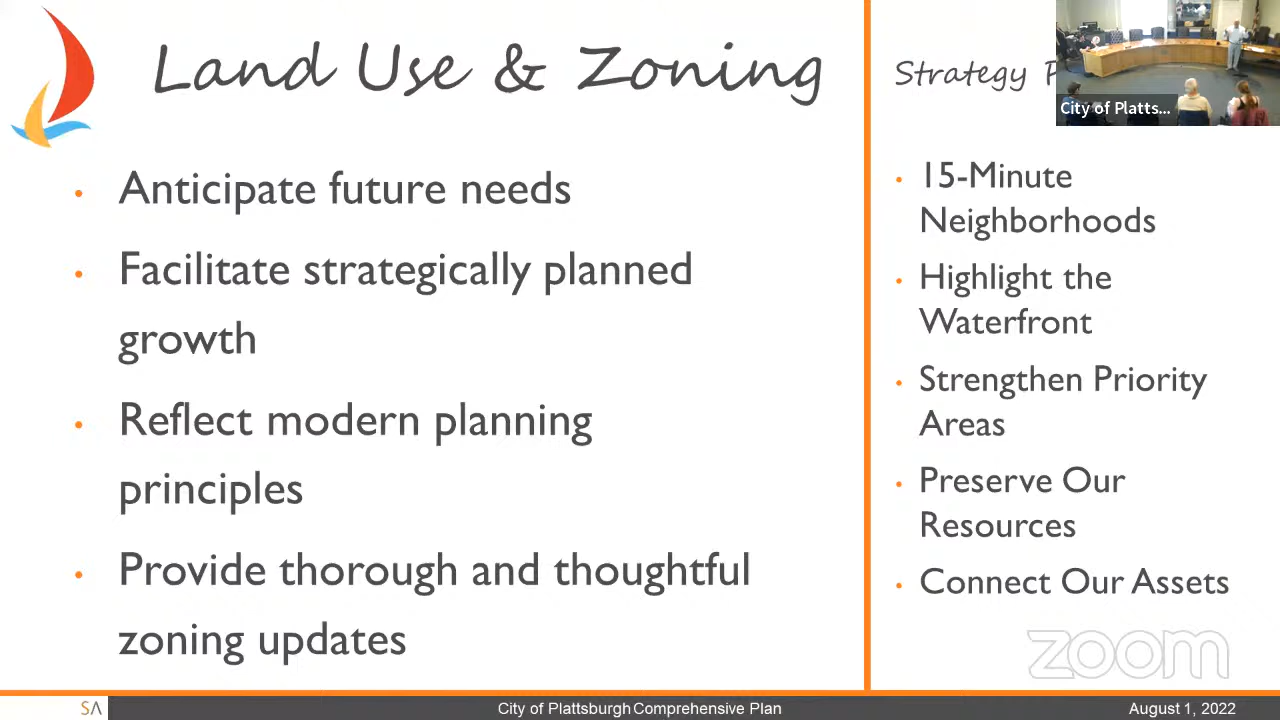 Land Use & Zoning
• Anticipate future needs
• Facilitate strategically planned
growth
• Reflect modern planning
principles
• Provide thorough and thoughtful
zoning updates
Strategy
City of Platts...
• 15-Minute
Neighborhoods
• Highlight the
Waterfront
• Strengthen Priority
Areas
• Preserve Our
Resources
• Connect Our Assets
zoom
SA
City of Plattsburgh Comprehensive Plan
August 1, 2022